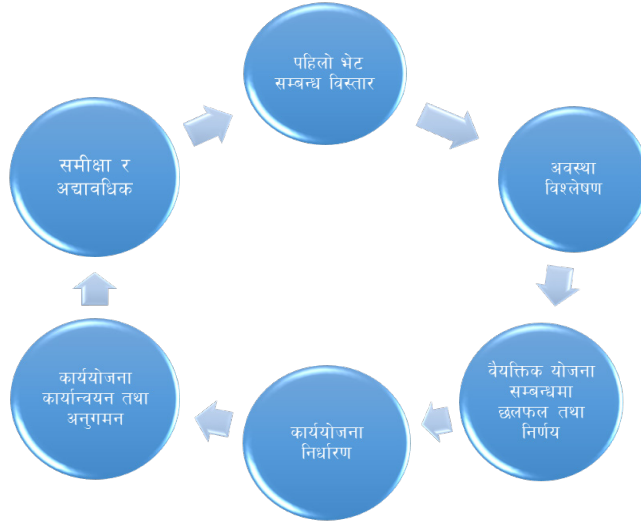 पहिलो भेट
सम्बन्ध विस्तार
अवस्था
विश्लेषण
वैयक्तिक योजना
सम्बन्धमा
छलफल तथा
निर्णय
कार्ययोजना
निर्धारण
कार्ययोजना
कार्यान्वयन तथा
अनुगमन
समीक्षा र
अद्यावधिक